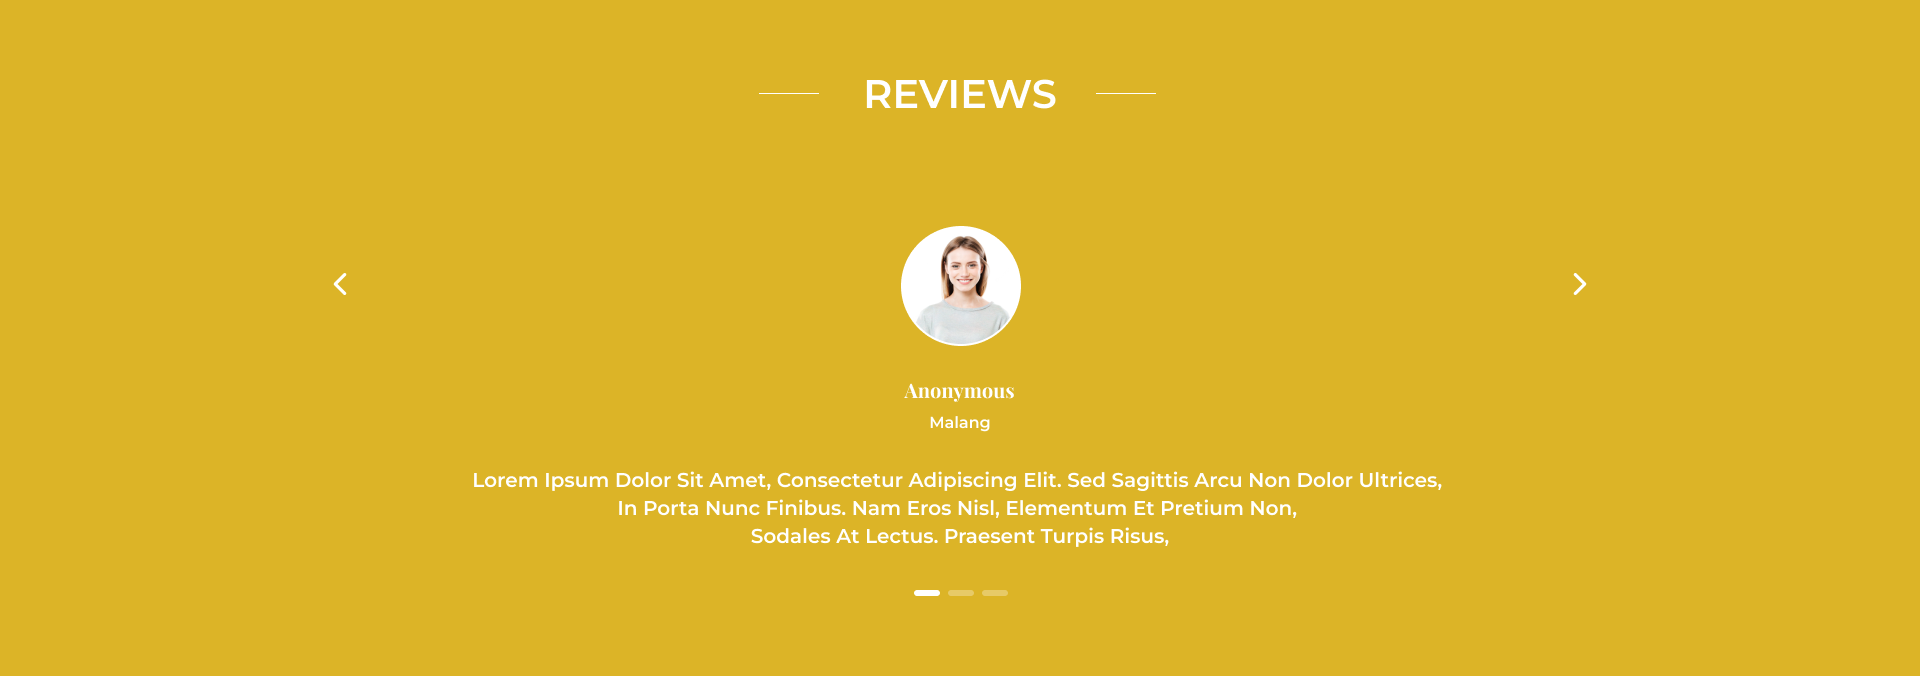 REVIEWS
Anonymous
Malang
Lorem Ipsum Dolor Sit Amet, Consectetur Adipiscing Elit. Sed Sagittis Arcu Non Dolor Ultrices,
In Porta Nunc Finibus. Nam Eros Nisl, Elementum Et Pretium Non,
Sodales At Lectus. Praesent Turpis Risus,